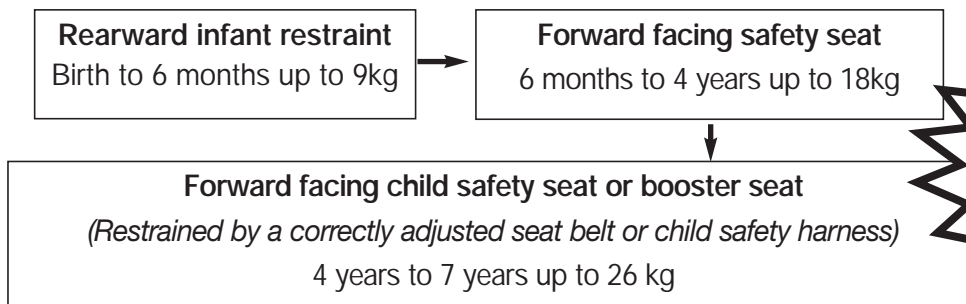 Rearward infant restraint
Birth to 6 months up to 9kg
Forward facing safety seat
6 months to 4 years up to 18kg
Forward facing child safety seat or booster seat
(Restrained by a correctly adjusted seat belt or child safety harness)
4 years to 7 years up to 26 kg